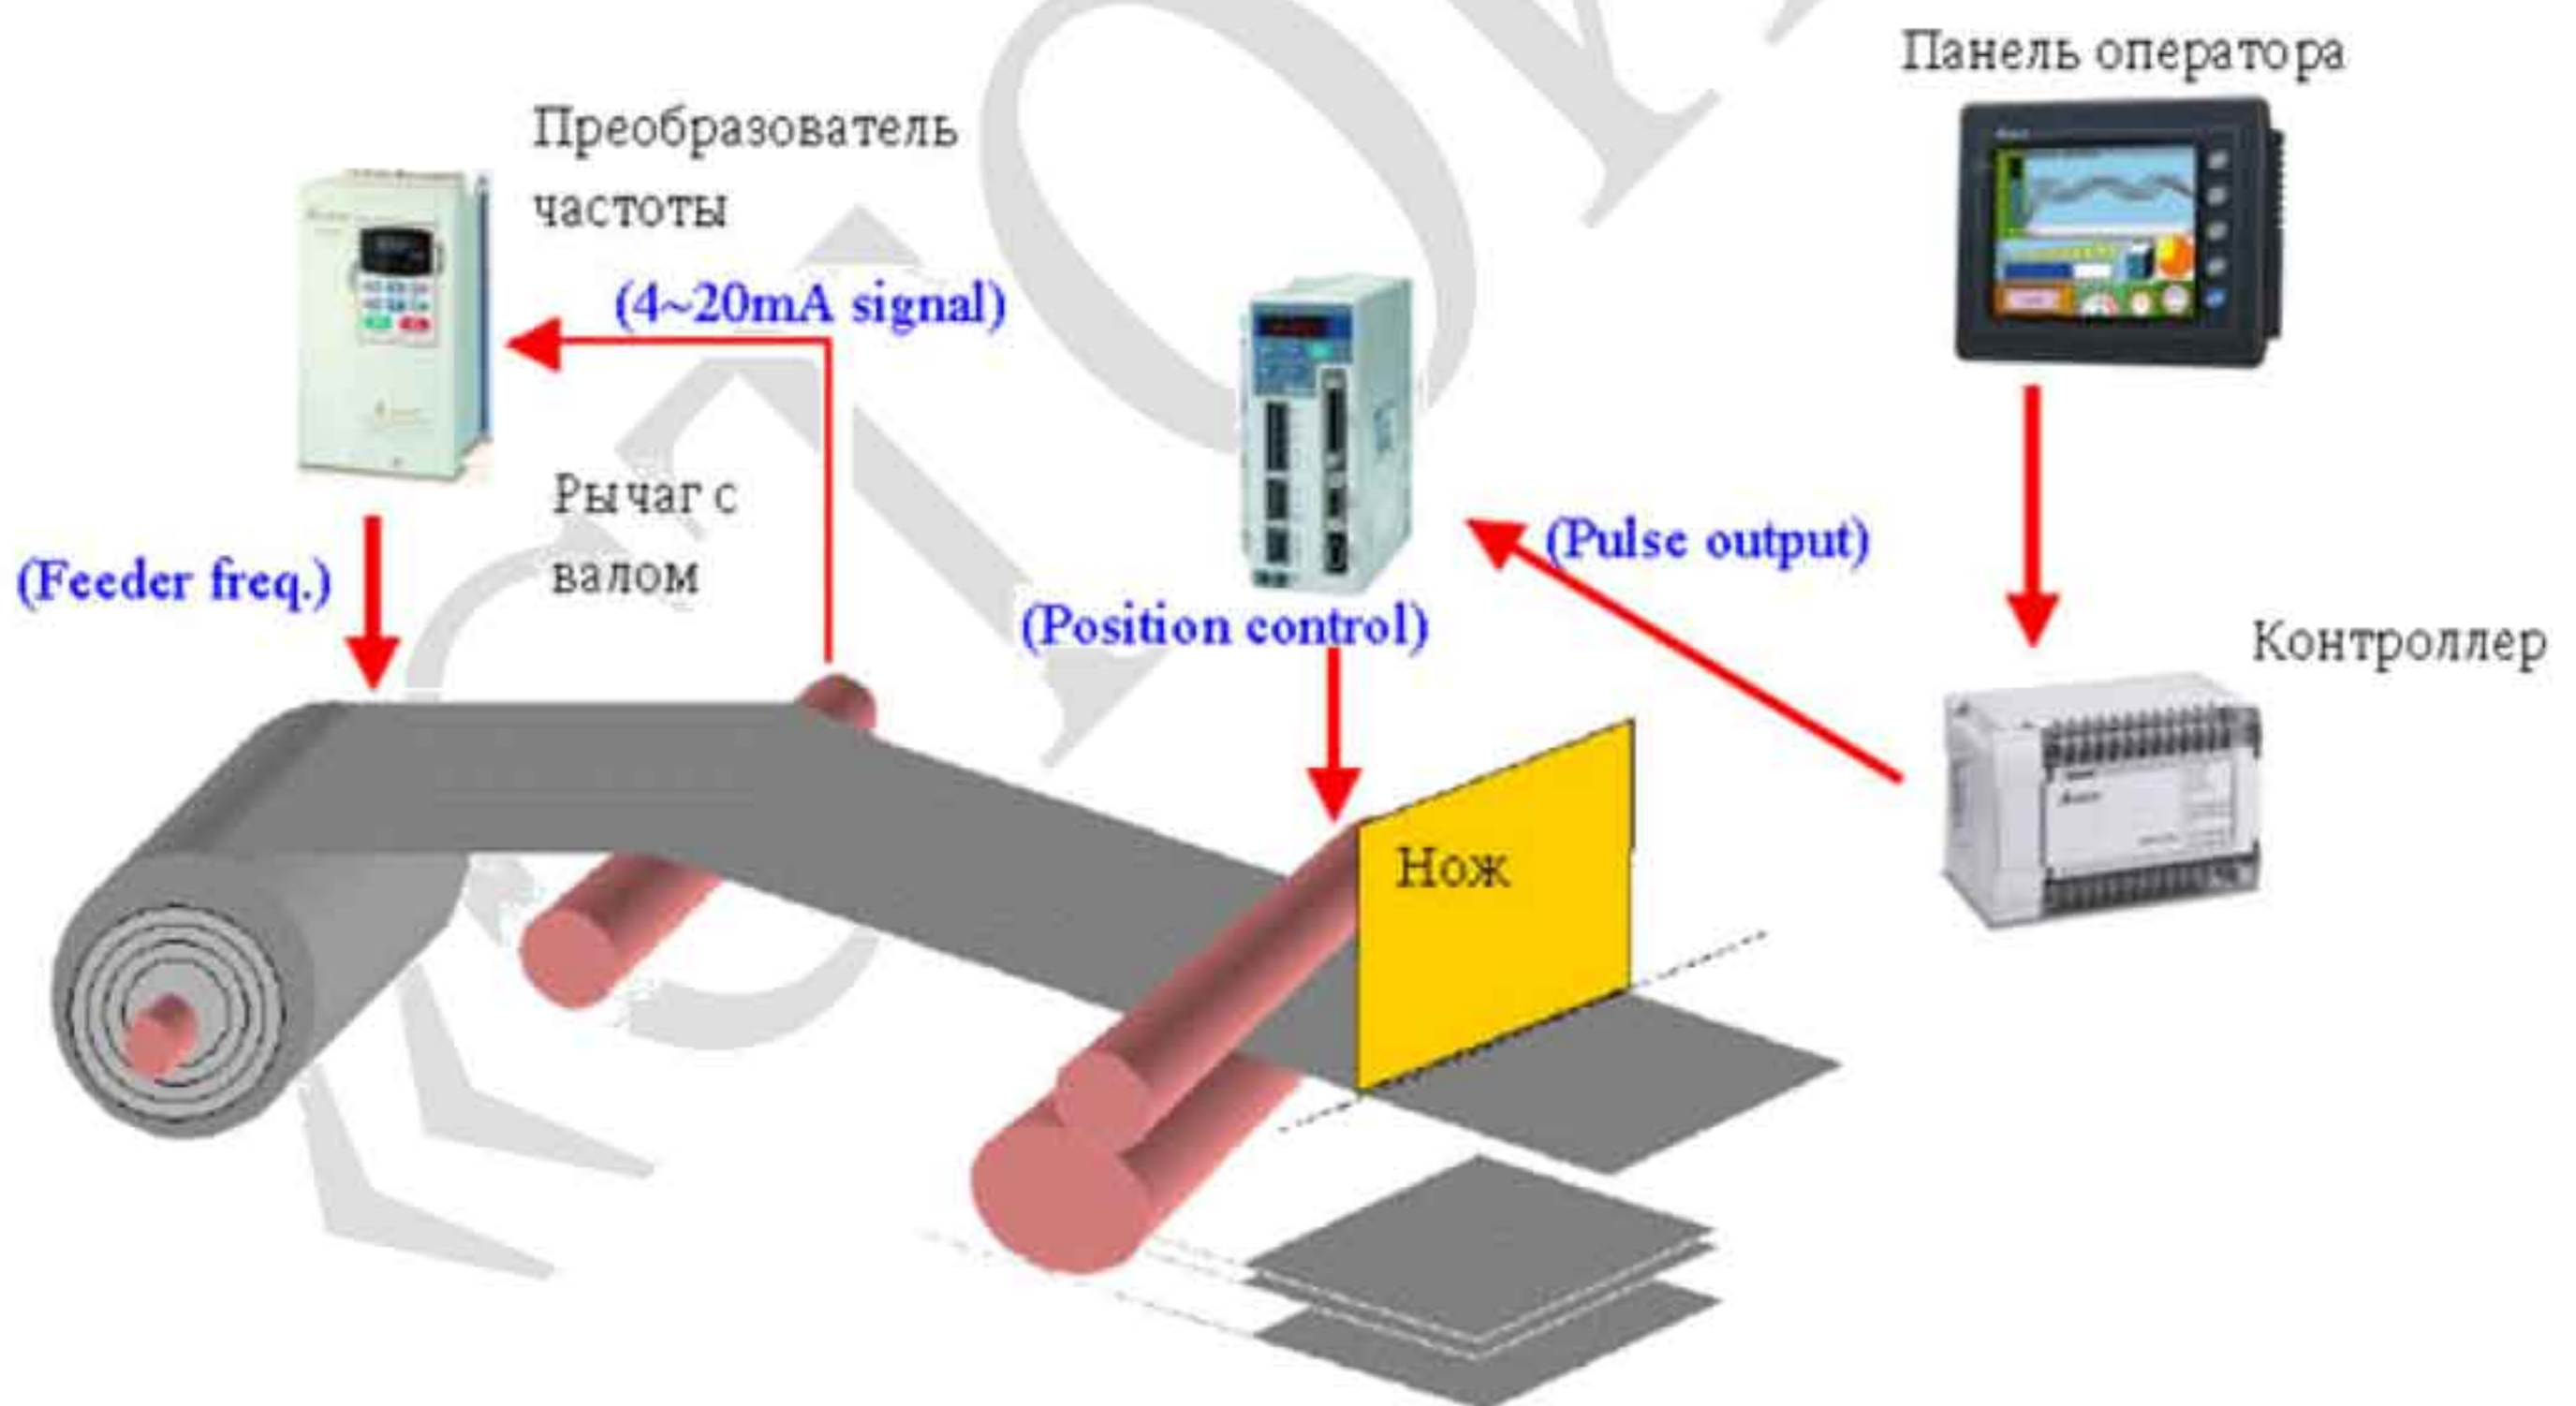 Панель оператора
Преобразователь
частоты
(4~20mA signal)
Рычаг с
валом
(Feeder freq.)
(Pulse output)
(Position control)
Контроллер
Нож